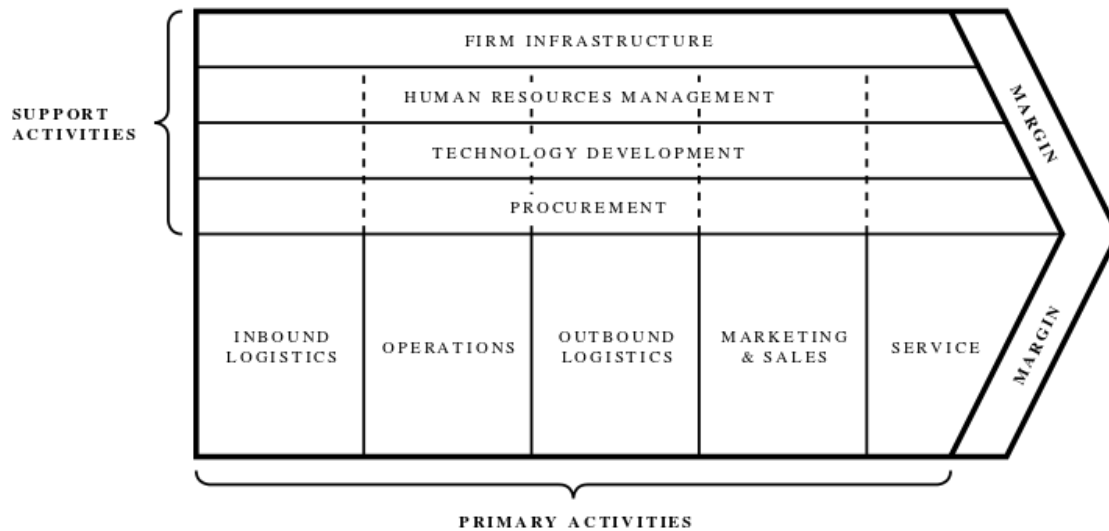 FIRM INFRASTRUCTURE
HUMAN RESOURCES MANAGEMENT
SUPPORT
ACTIVITIES
TECHNOLOGY DEVELOPMENT
PROCUREMENT
MARGIN
INBOUND
LOGISTICS
OPERATIONS
OUTBOUND
LOGISTICS
MARKETING
& SALES
SERVICE
MARGIN
PRIMARY ACTIVITIES